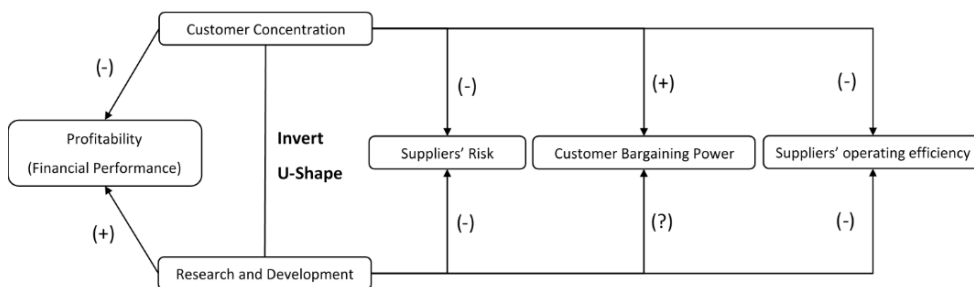 Customer Concentration
(-)
(-)
(+)
(-)
Profitability
(Financial Performance)
Invert
U-Shape
Suppliers' Risk
Customer Bargaining Power
Suppliers' operating efficiency
(+)
(-)
(?)
(-)
Research and Development